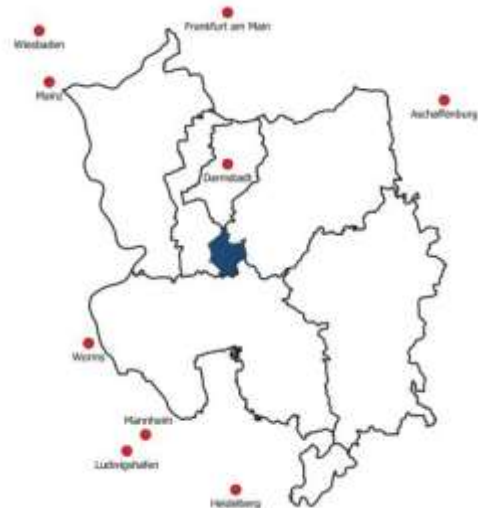 Frankfurt am Main
Wiesbaden
Mainz
Aschaffenburg
Darmstadt
Worms
Mannheim
Ludwigshafen
Heidelberg